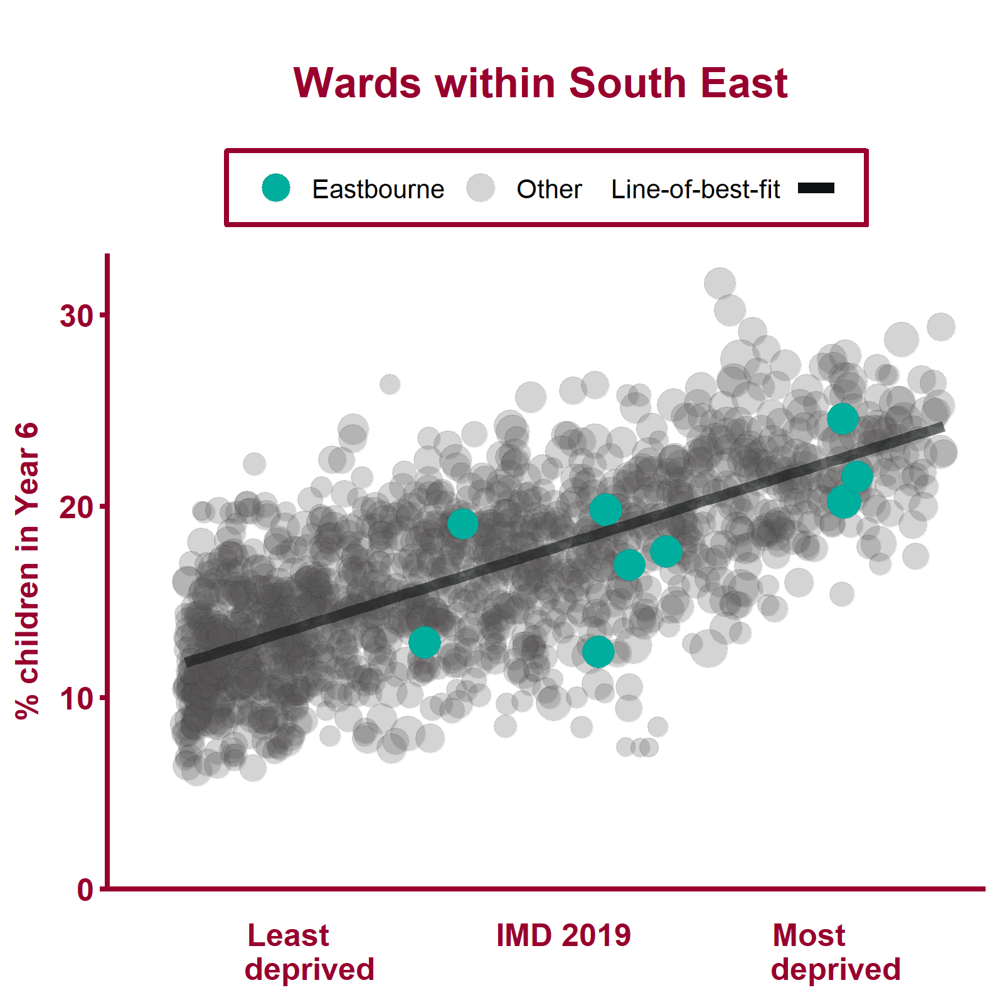 Wards within South East
Eastbourne Other Line-of-best-fit
% children in Year 6
30
20
10
0
Least IMD 2019 Most
deprived deprived